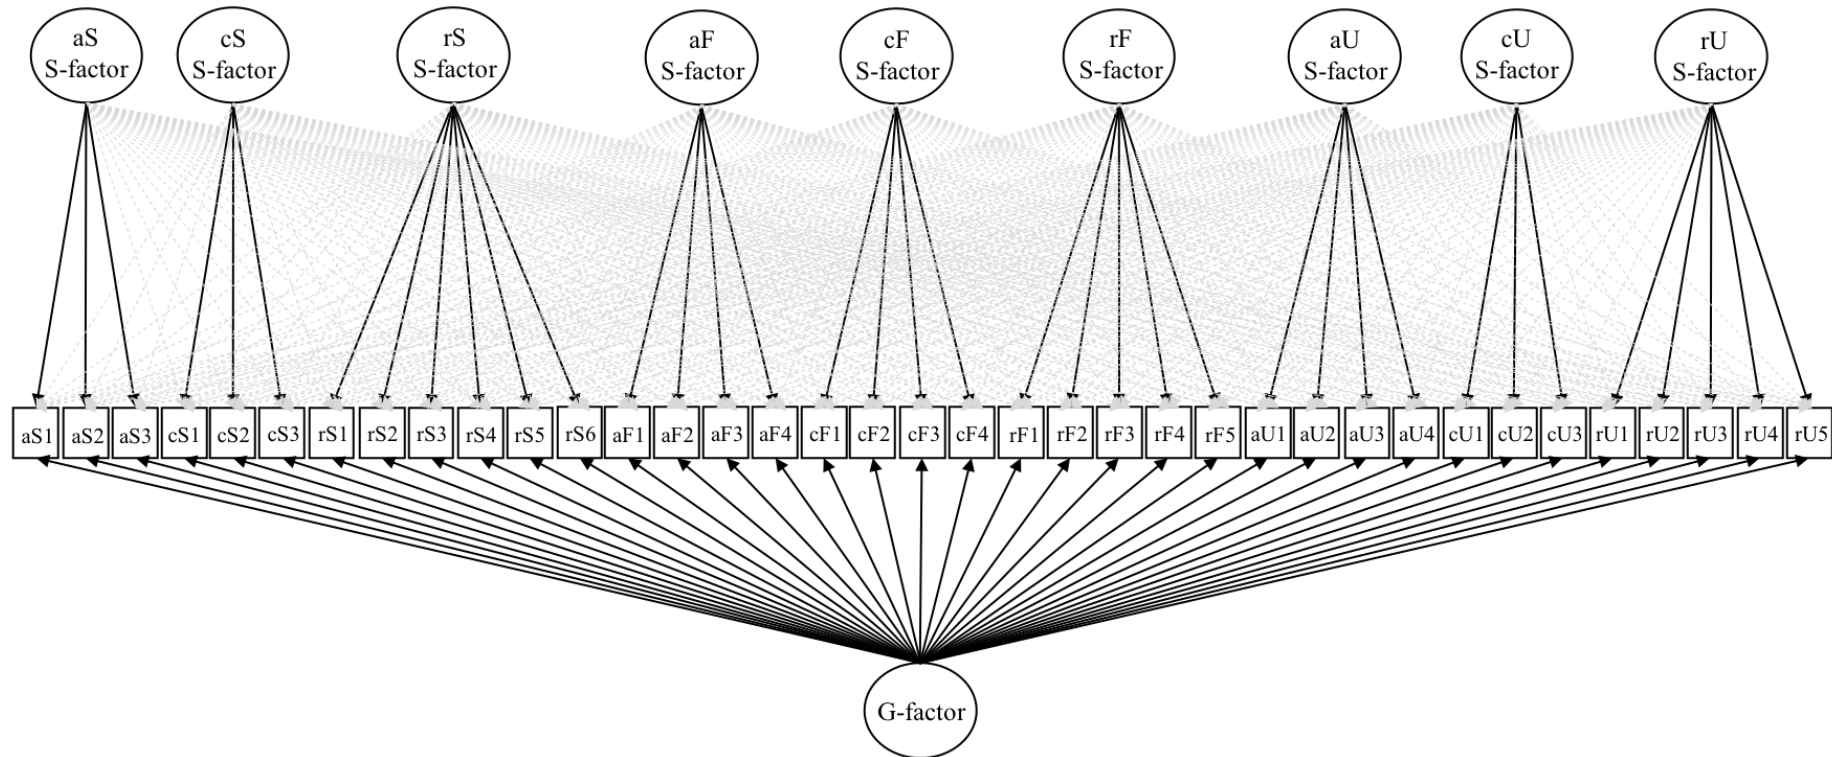 aS
S-factor
cS
S-factor
rS
S-factor
aF
S-factor
cF
S-factor
rF
S-factor
aU
S-factor
cU
S-factor
rU
S-factor
aS1
aS2
aS3
cS1
cS2
cS3
rS1
rS2
rS3
rS4
rS5
rS6
aF1
aF2
aF3
aF4
cF1
cF2
cF3
cF4
rF1
rF2
rF3
rF4
rF5
aU1
aU2
aU3
aU4
cU1
cU2
cU3
rU1
rU2
rU3
rU4
rU5
G-factor